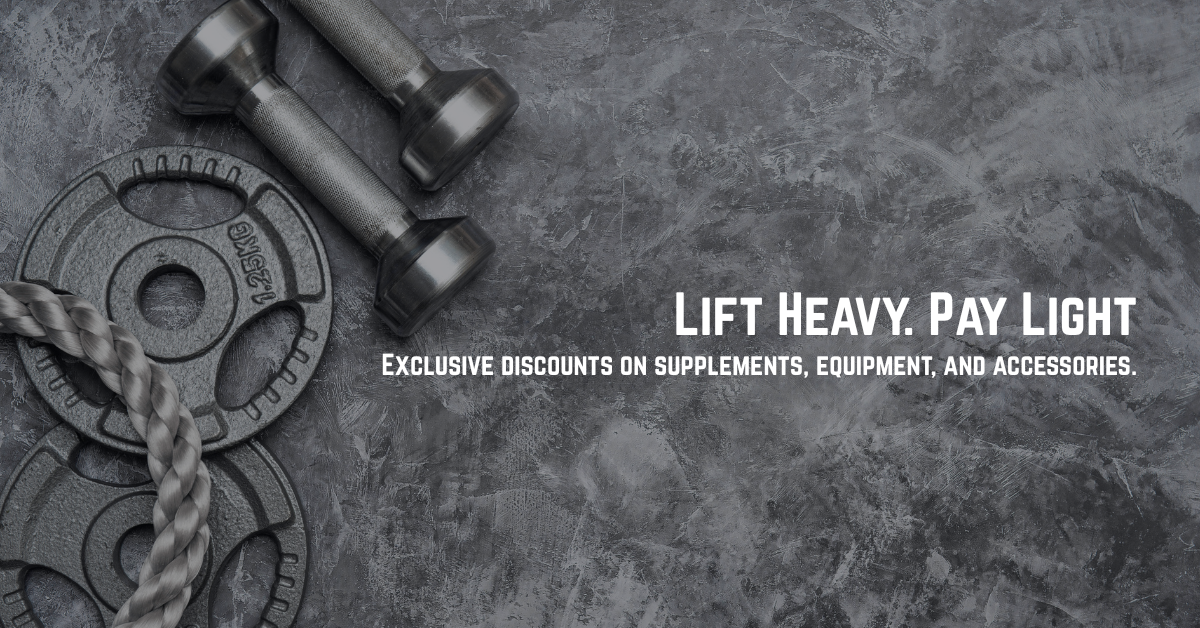 1.25KG
Lift Heavy. Pay Light
Exclusive discounts on supplements, equipment, and accessories.